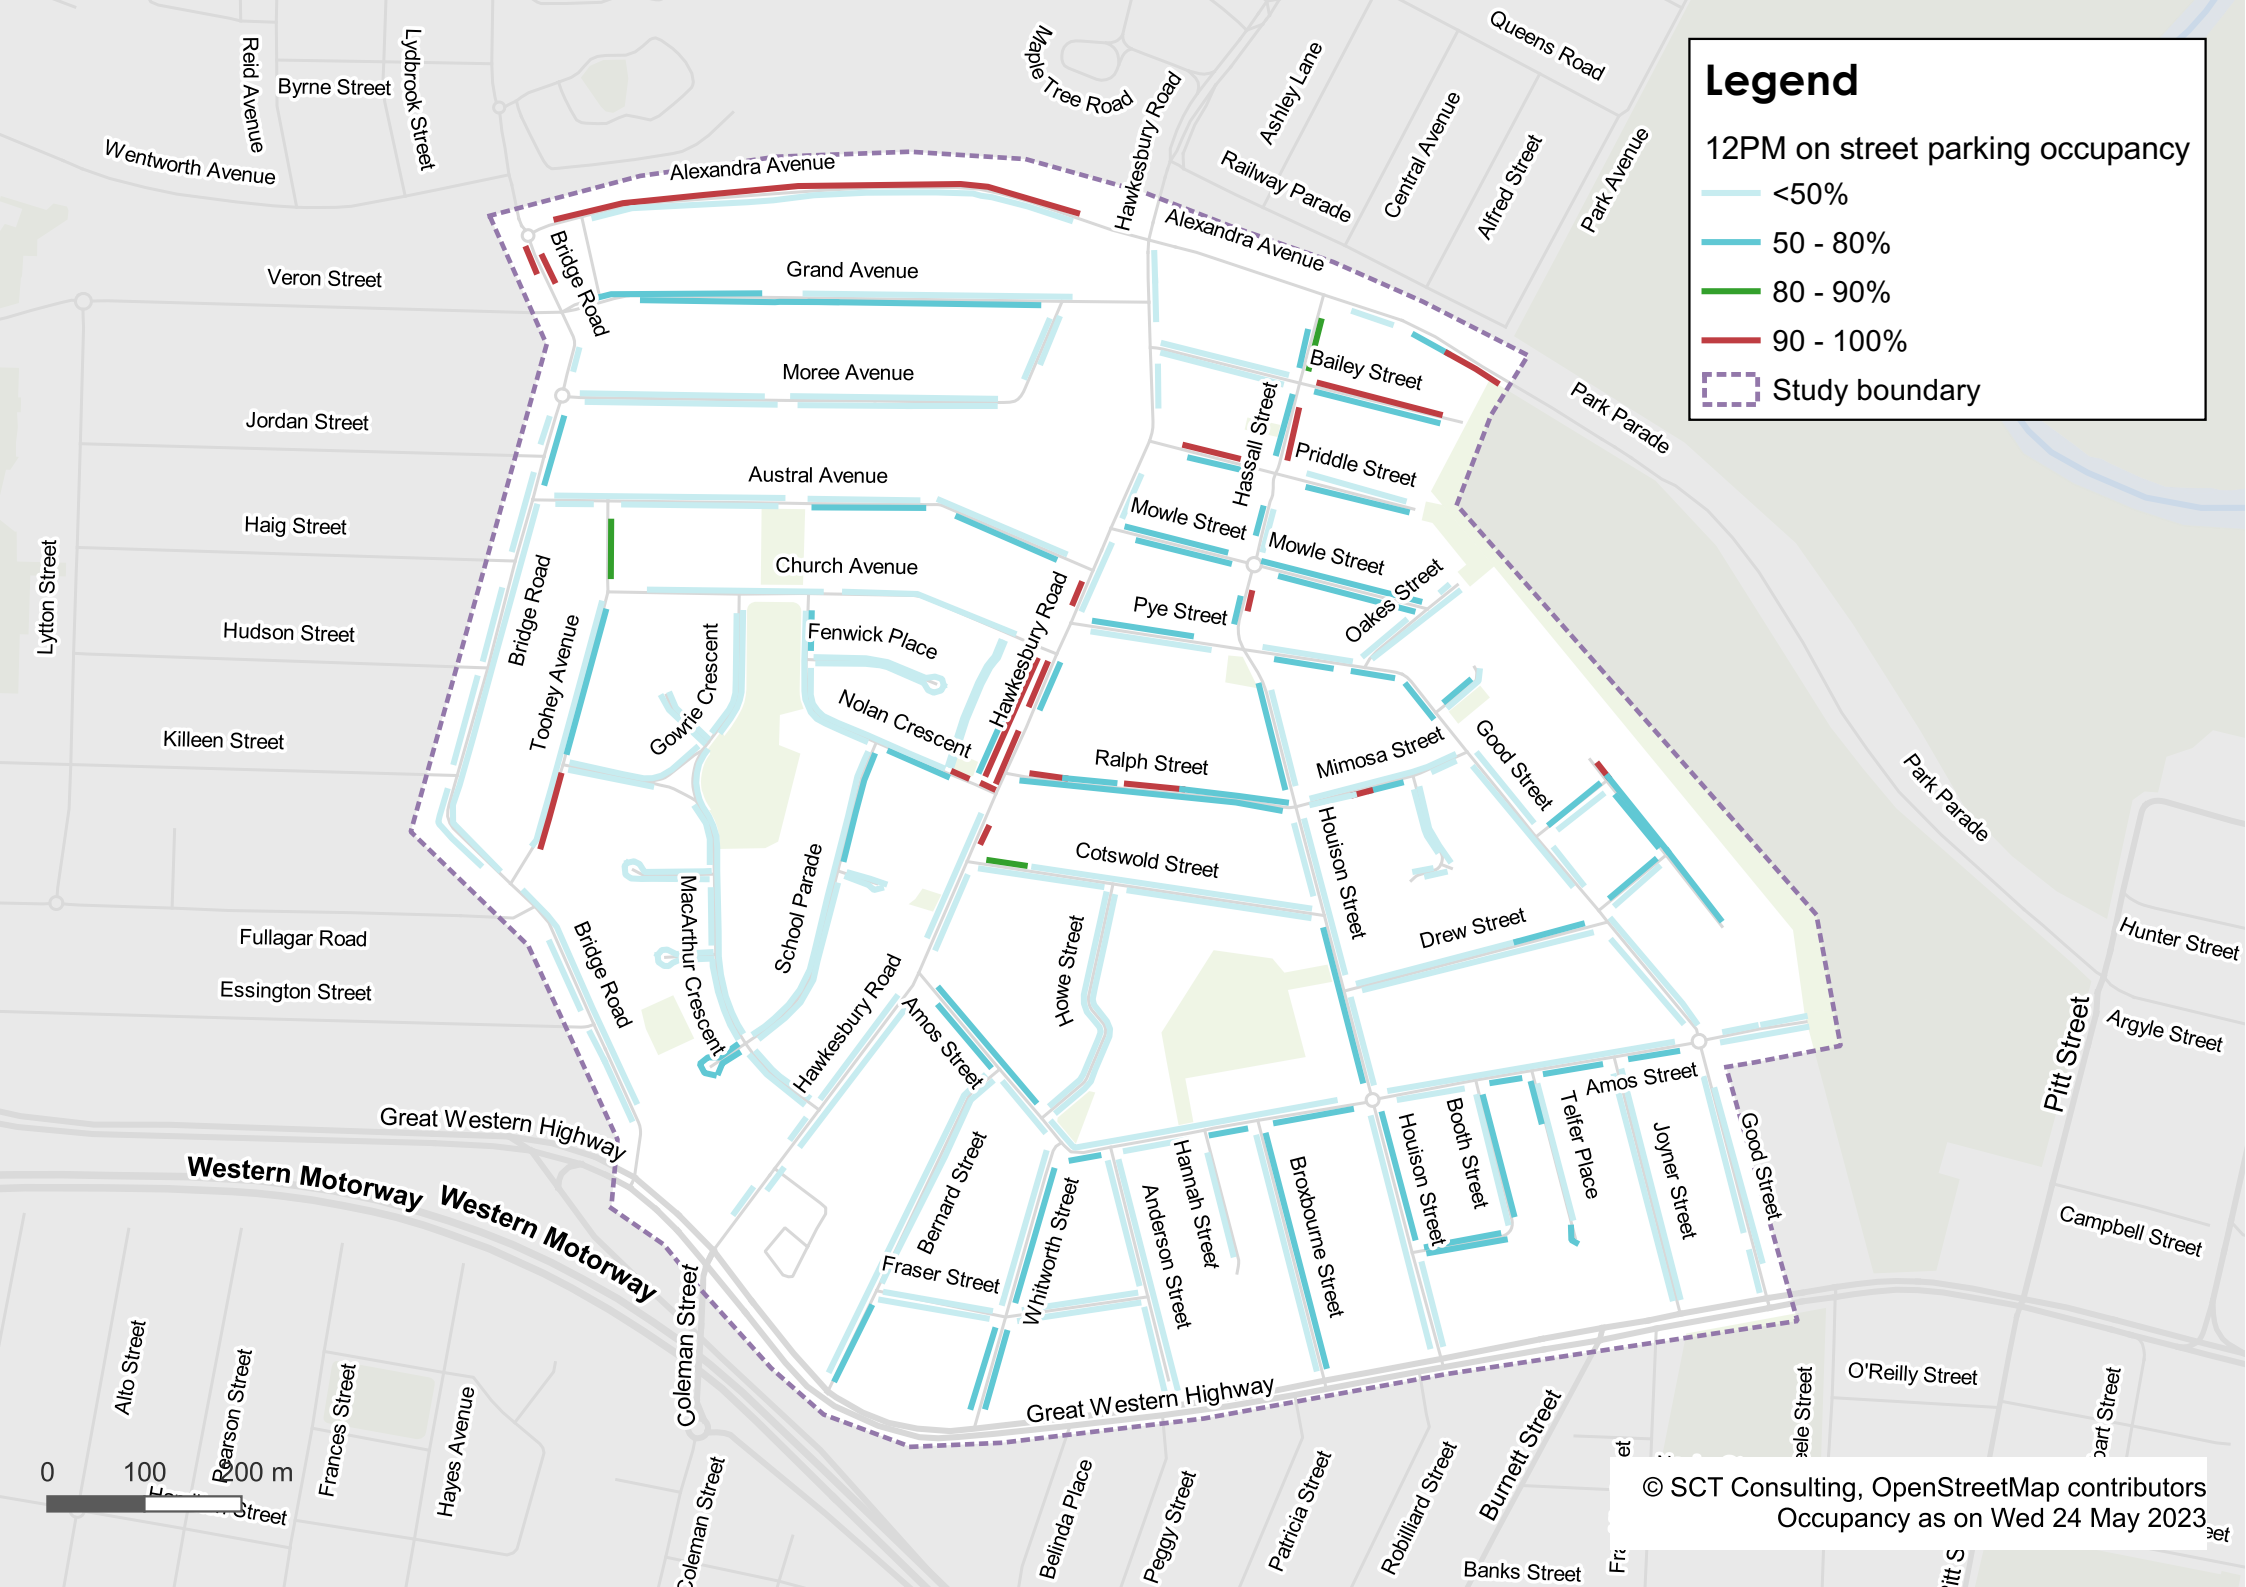 Queens Road
Maple Tree Road
Lydbrook Street
Reid Avenue
Byrne Street
Ashley Lane
Hawkesbury Road
Central Avenue
Alfred Street
Park Avenue
Railway Parade
Wentworth Avenue
Alexandra Avenue
Alexandra Avenue
Legend
12PM on street parking occupancy
<50%
50 - 80%
80 - 90%
90 - 100%
Study boundary
Veron Street
Bridge Road
Grand Avenue
Bailey Street
Moree Avenue
Park Parade
Jordan Street
Hassall Street
Priddle Street
Austral Avenue
Haig Street
Mowle Street
Mowle Street
Lytton Street
Bridge Road
Church Avenue
Oakes Street
Hudson Street
Toohey Avenue
Gowrie Crescent
Fenwick Place
Hawkesbury Road
Pye Street
Killeen Street
Nolan Crescent
Ralph Street
Mimosa Street
Good Street
Park Parade
Cotswold Street
Houison Street
MacArthur Crescent
School Parade
Howe Street
Drew Street
Fullagar Road
Bridge Road
Hunter Street
Essington Street
Hawkesbury Road
Amos Street
Argyle Street
Pitt Street
Amos Street
Great Western Highway
Western Motorway
Western Motorway
Bernard Street
Fraser Street
Whitworth Street
Anderson Street
Hannah Street
Broxbourne Street
Houison Street
Booth Street
Telfer Place
Joyner Street
Good Street
Campbell Street
Coleman Street
Great Western Highway
Alto Street
Pearson Street
Frances Street
Hayes Avenue
O'Reilly Street
Burnett Street
0 100 200 m
Street
Coleman Street
Belinda Place
Peggy Street
Patricia Street
Robilliard Street
Banks Street
© SCT Consulting, OpenStreetMap contributors
Occupancy as on Wed 24 May 2023